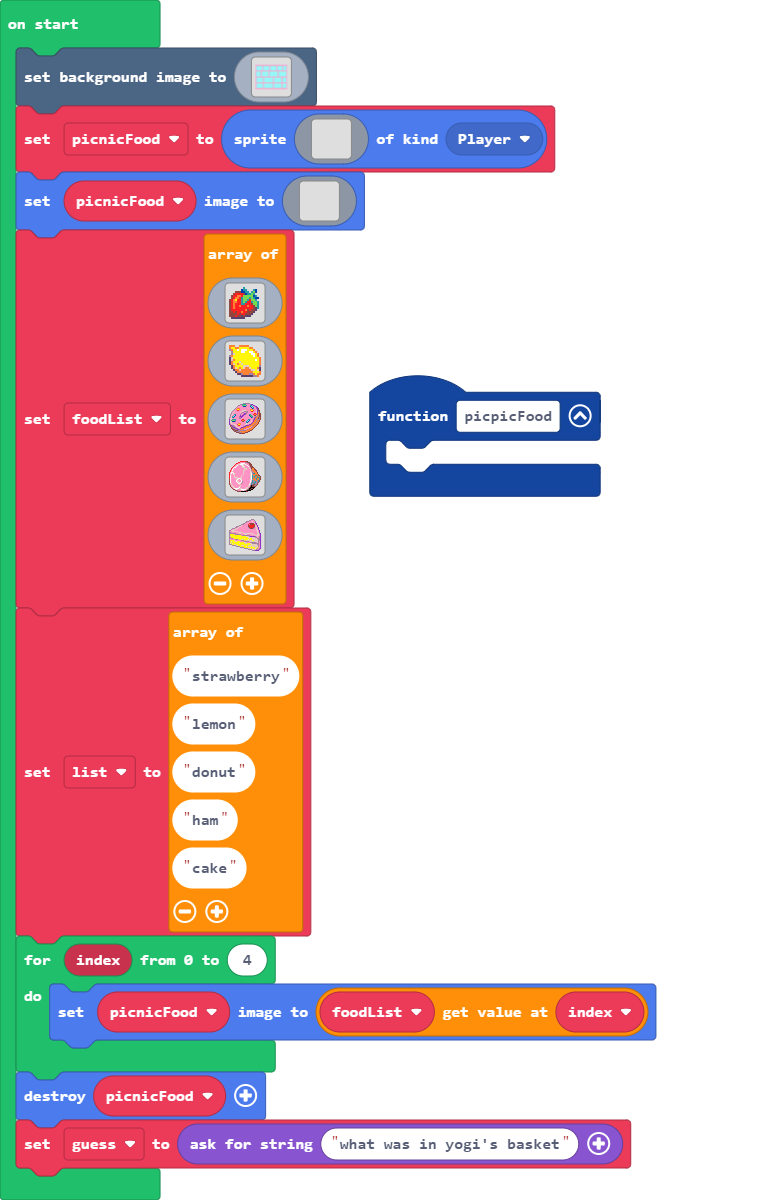 on start
set background image to
set picnicFood to sprite of kind Player
set picnicFood image to
set foodList to array of
function picpicFood
set list to array of
"strawberry"
"lemon"
"donut"
"ham"
"cake"
for index from 0 to 4
do
set picnicFood image to foodList get value at index
destroy picnicFood
set guess to ask for string "what was in yogi's basket"